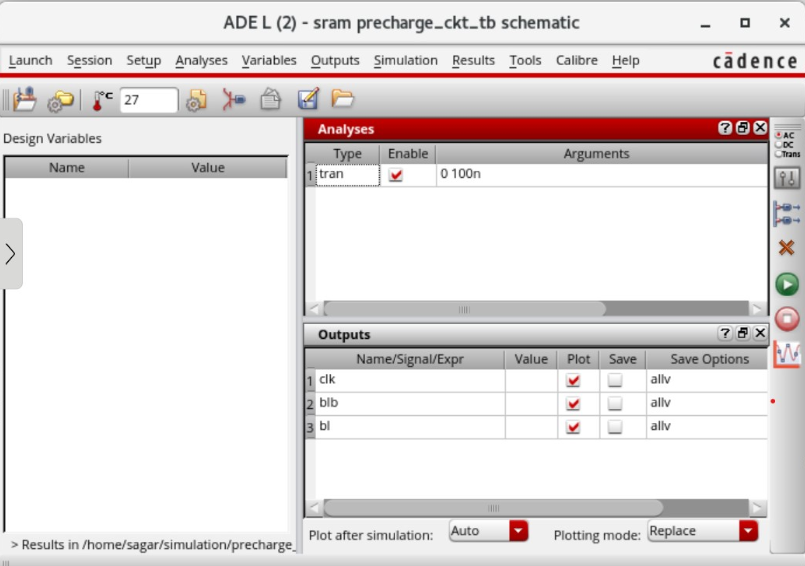 ADE L (2) - sram precharge_ckt_tb schematic
Launch Session Setup Analyses Variables Outputs Simulation Results Tools Calibre Help cādence
°C 27
Design Variables
Name Value
Analyses
Type Enable Arguments
1 tran 0 100n
AC
DC
Trans
Outputs
Name/Signal/Expr Value Plot Save Save Options
1 clk allv
2 blb allv
3 bl allv
Plot after simulation: Auto Plotting mode: Replace
> Results in /home/sagar/simulation/precharge_